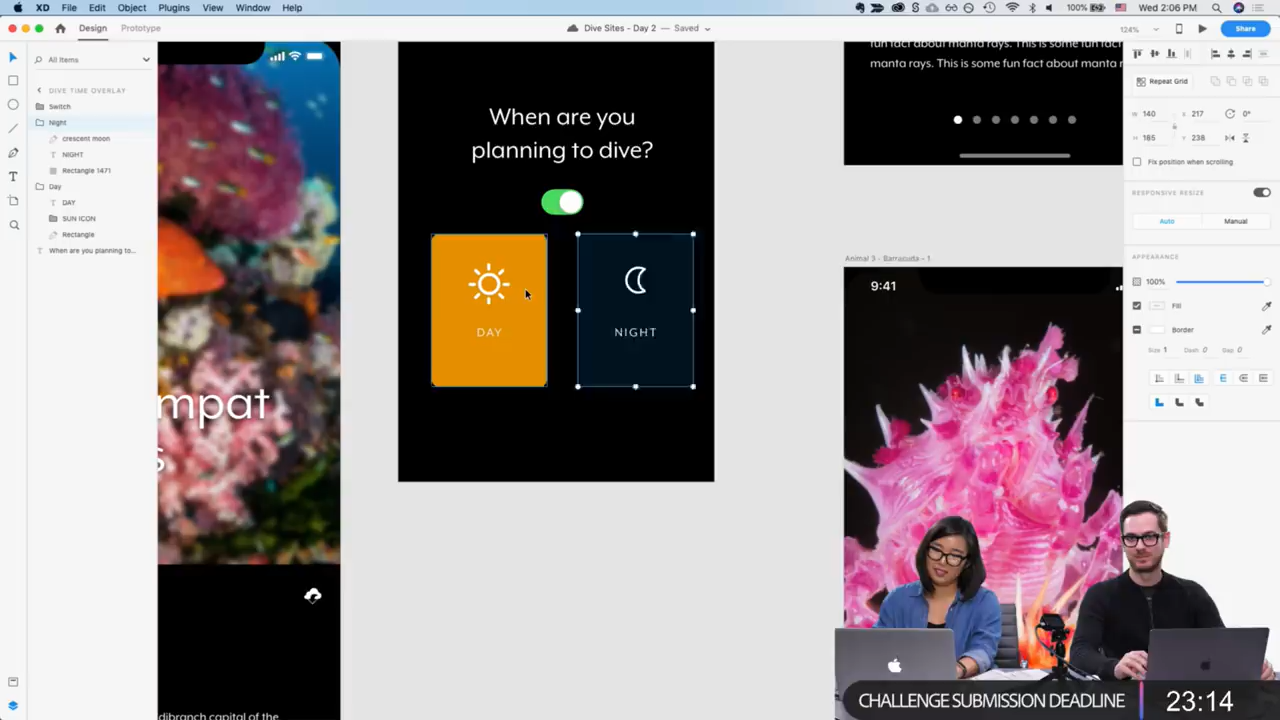 XD File Edit Object Plugins View Window Help
100% Wed 2:06 PM
Design Prototype
Dive Sites - Day 2 — Saved
124%
Share
All Items
DIVE TIME OVERLAY
Switch
Night
crescent moon
NIGHT
Rectangle 1471
Day
DAY
SUN ICON
Rectangle
When are you planning to...
mpat
s
dibranch capital of the
When are you
planning to dive?
DAY
NIGHT
fun fact about manta rays. This is some fun fact about
manta rays. This is some fun fact about manta r
Animal 3 - Barracuda – 1
9:41
Repeat Grid
W 140 X 217 0°
H 185 Y 238
Fix position when scrolling
RESPONSIVE RESIZE
Auto Manual
APPEARANCE
100%
Fill
Border
Size 1 Dash 0 Gap 0
CHALLENGE SUBMISSION DEADLINE 23:14